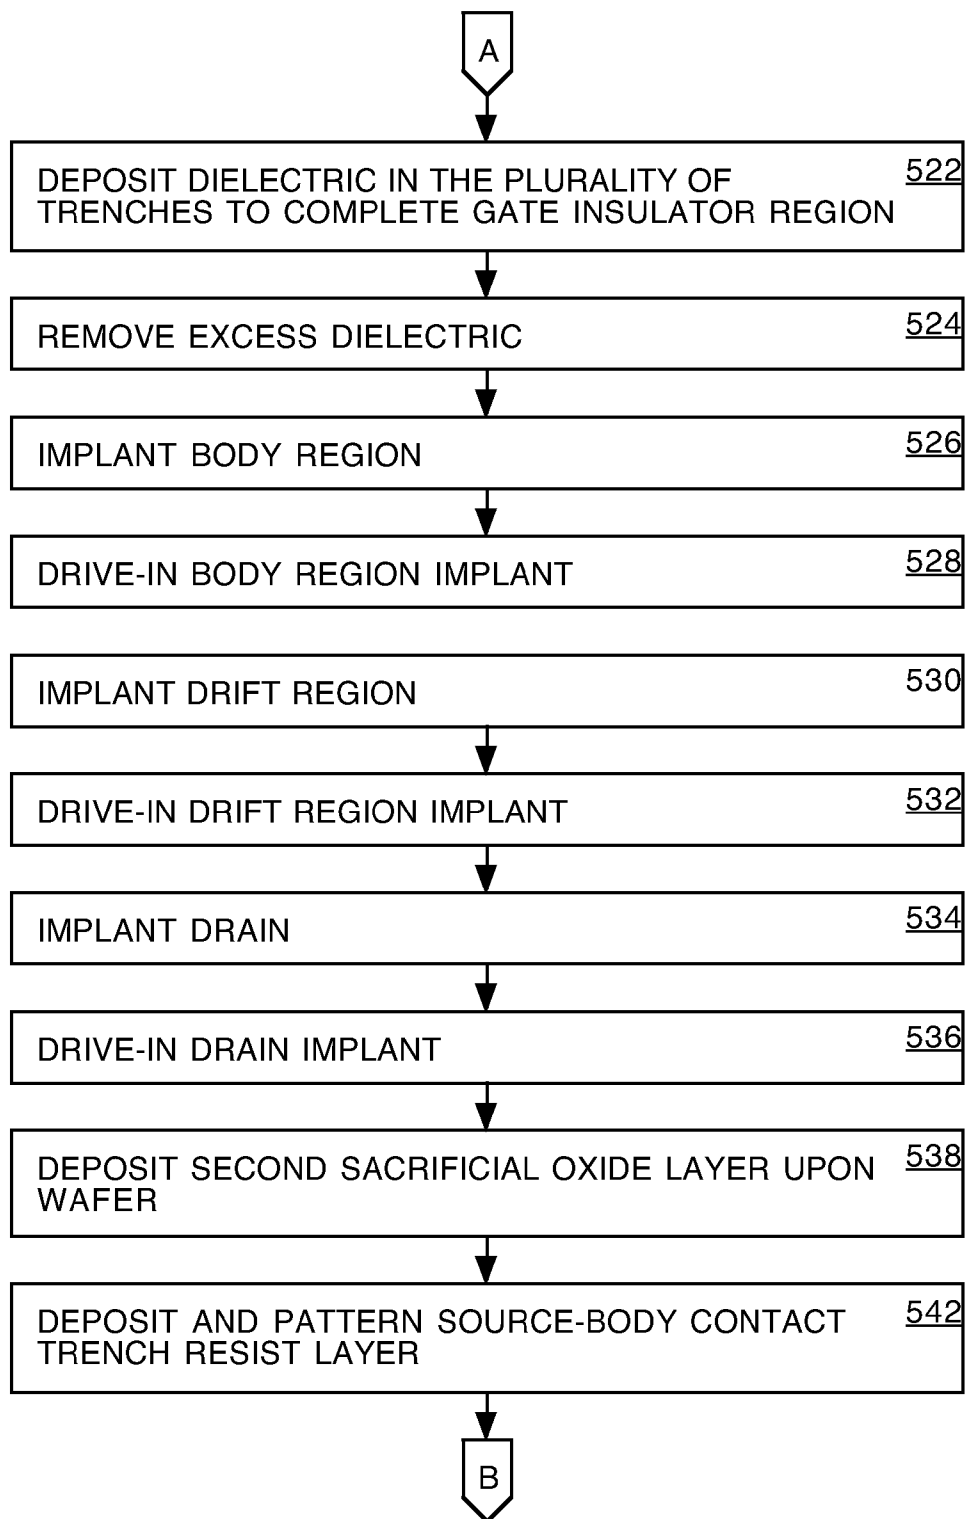 A
522
DEPOSIT DIELECTRIC IN THE PLURALITY OF
TRENCHES TO COMPLETE GATE INSULATOR REGION
524
REMOVE EXCESS DIELECTRIC
526
IMPLANT BODY REGION
528
DRIVE-IN BODY REGION IMPLANT
530
IMPLANT DRIFT REGION
532
DRIVE-IN DRIFT REGION IMPLANT
534
IMPLANT DRAIN
536
DRIVE-IN DRAIN IMPLANT
538
DEPOSIT SECOND SACRIFICIAL OXIDE LAYER UPON
WAFER
542
DEPOSIT AND PATTERN SOURCE-BODY CONTACT
TRENCH RESIST LAYER
B